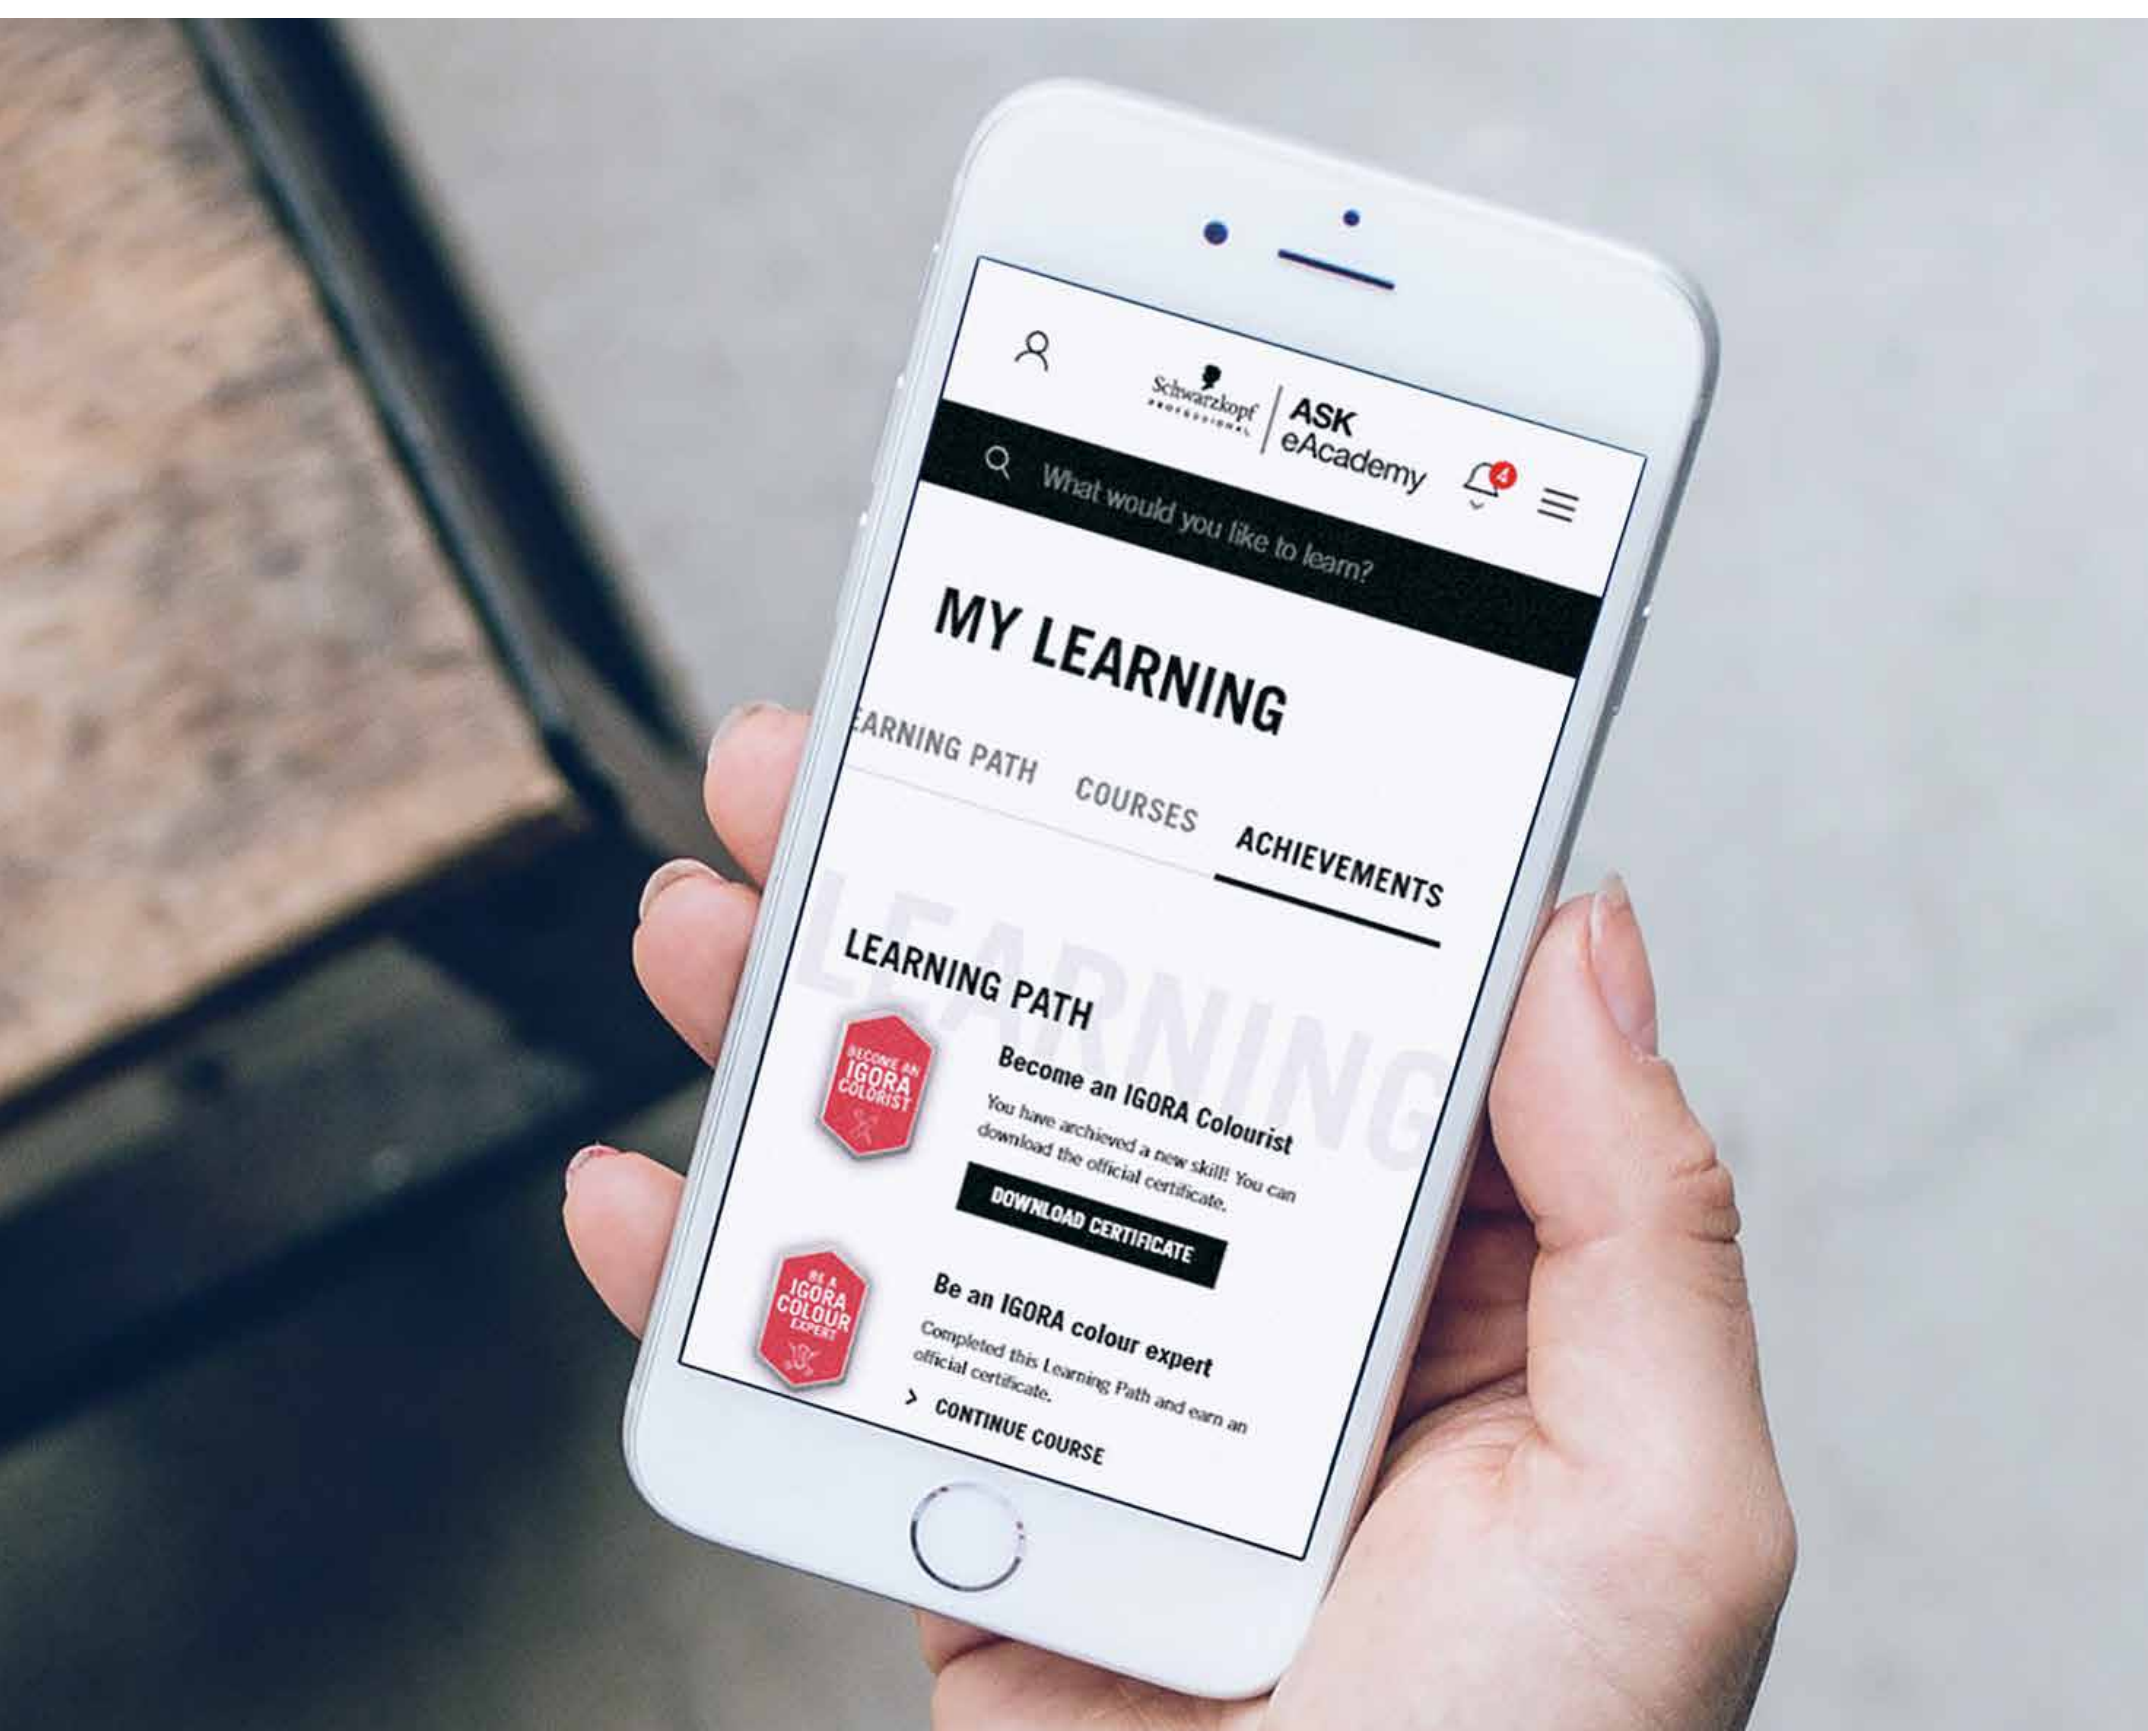 Schwarzkopf
PROFESSIONAL
ASK
eAcademy
4
What would you like to learn?
MY LEARNING
EARNING PATH
COURSES
ACHIEVEMENTS
LEARNING
LEARNING PATH
BECOME AN
IGORA
COLORIST
Become an IGORA Colourist
You have archieved a new skill! You can
download the official certificate.
DOWNLOAD CERTIFICATE
BE A
IGORA
COLOUR
EXPERT
Be an IGORA colour expert
Completed this Learning Path and earn an
official certificate.
> CONTINUE COURSE